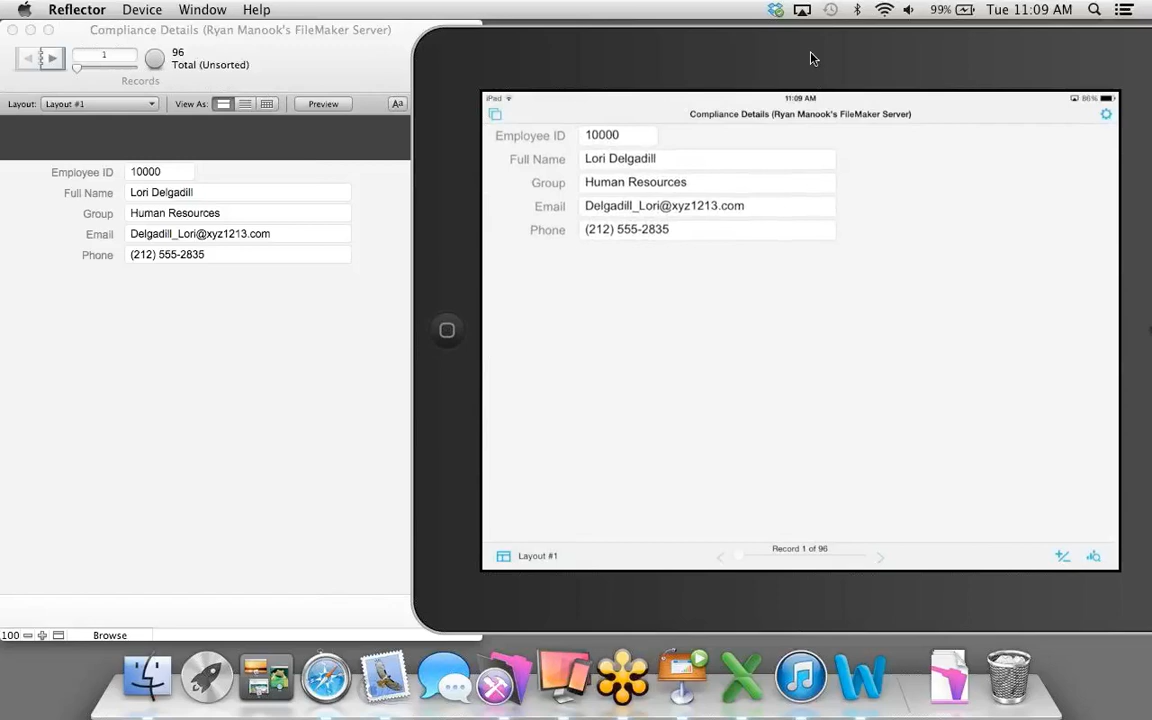 Reflector Device Window Help 99% Tue 11:09 AM
Compliance Details (Ryan Manook's FileMaker Server)
1
96
Total (Unsorted)
Records
Layout: Layout #1 View As: Preview Aa
Employee ID 10000
Full Name Lori Delgadill
Group Human Resources
Email Delgadill_Lori@xyz1213.com
Phone (212) 555-2835
100 Browse
iPad 11:09 AM 86%
Compliance Details (Ryan Manook's FileMaker Server)
Employee ID 10000
Full Name Lori Delgadill
Group Human Resources
Email Delgadill_Lori@xyz1213.com
Phone (212) 555-2835
Layout #1 Record 1 of 96